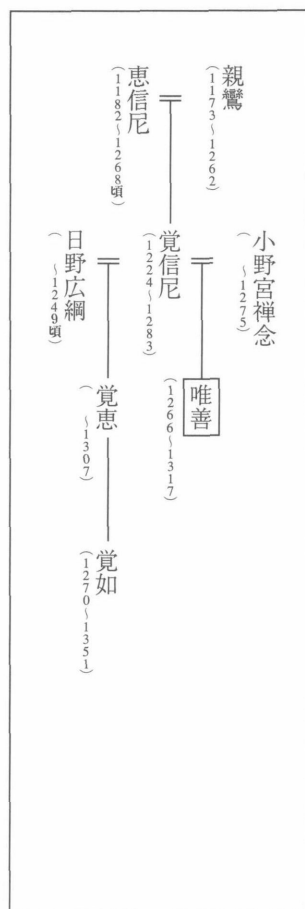 親鸞
(1173〜1262)
恵信尼
(1182〜1268頃)
小野宮禅念
( 〜1275)
覚信尼
(1224〜1283)
日野広綱
( 〜1249頃)
唯善
(1266〜1317)
覚恵
( 〜1307)
覚如
(1270〜1351)